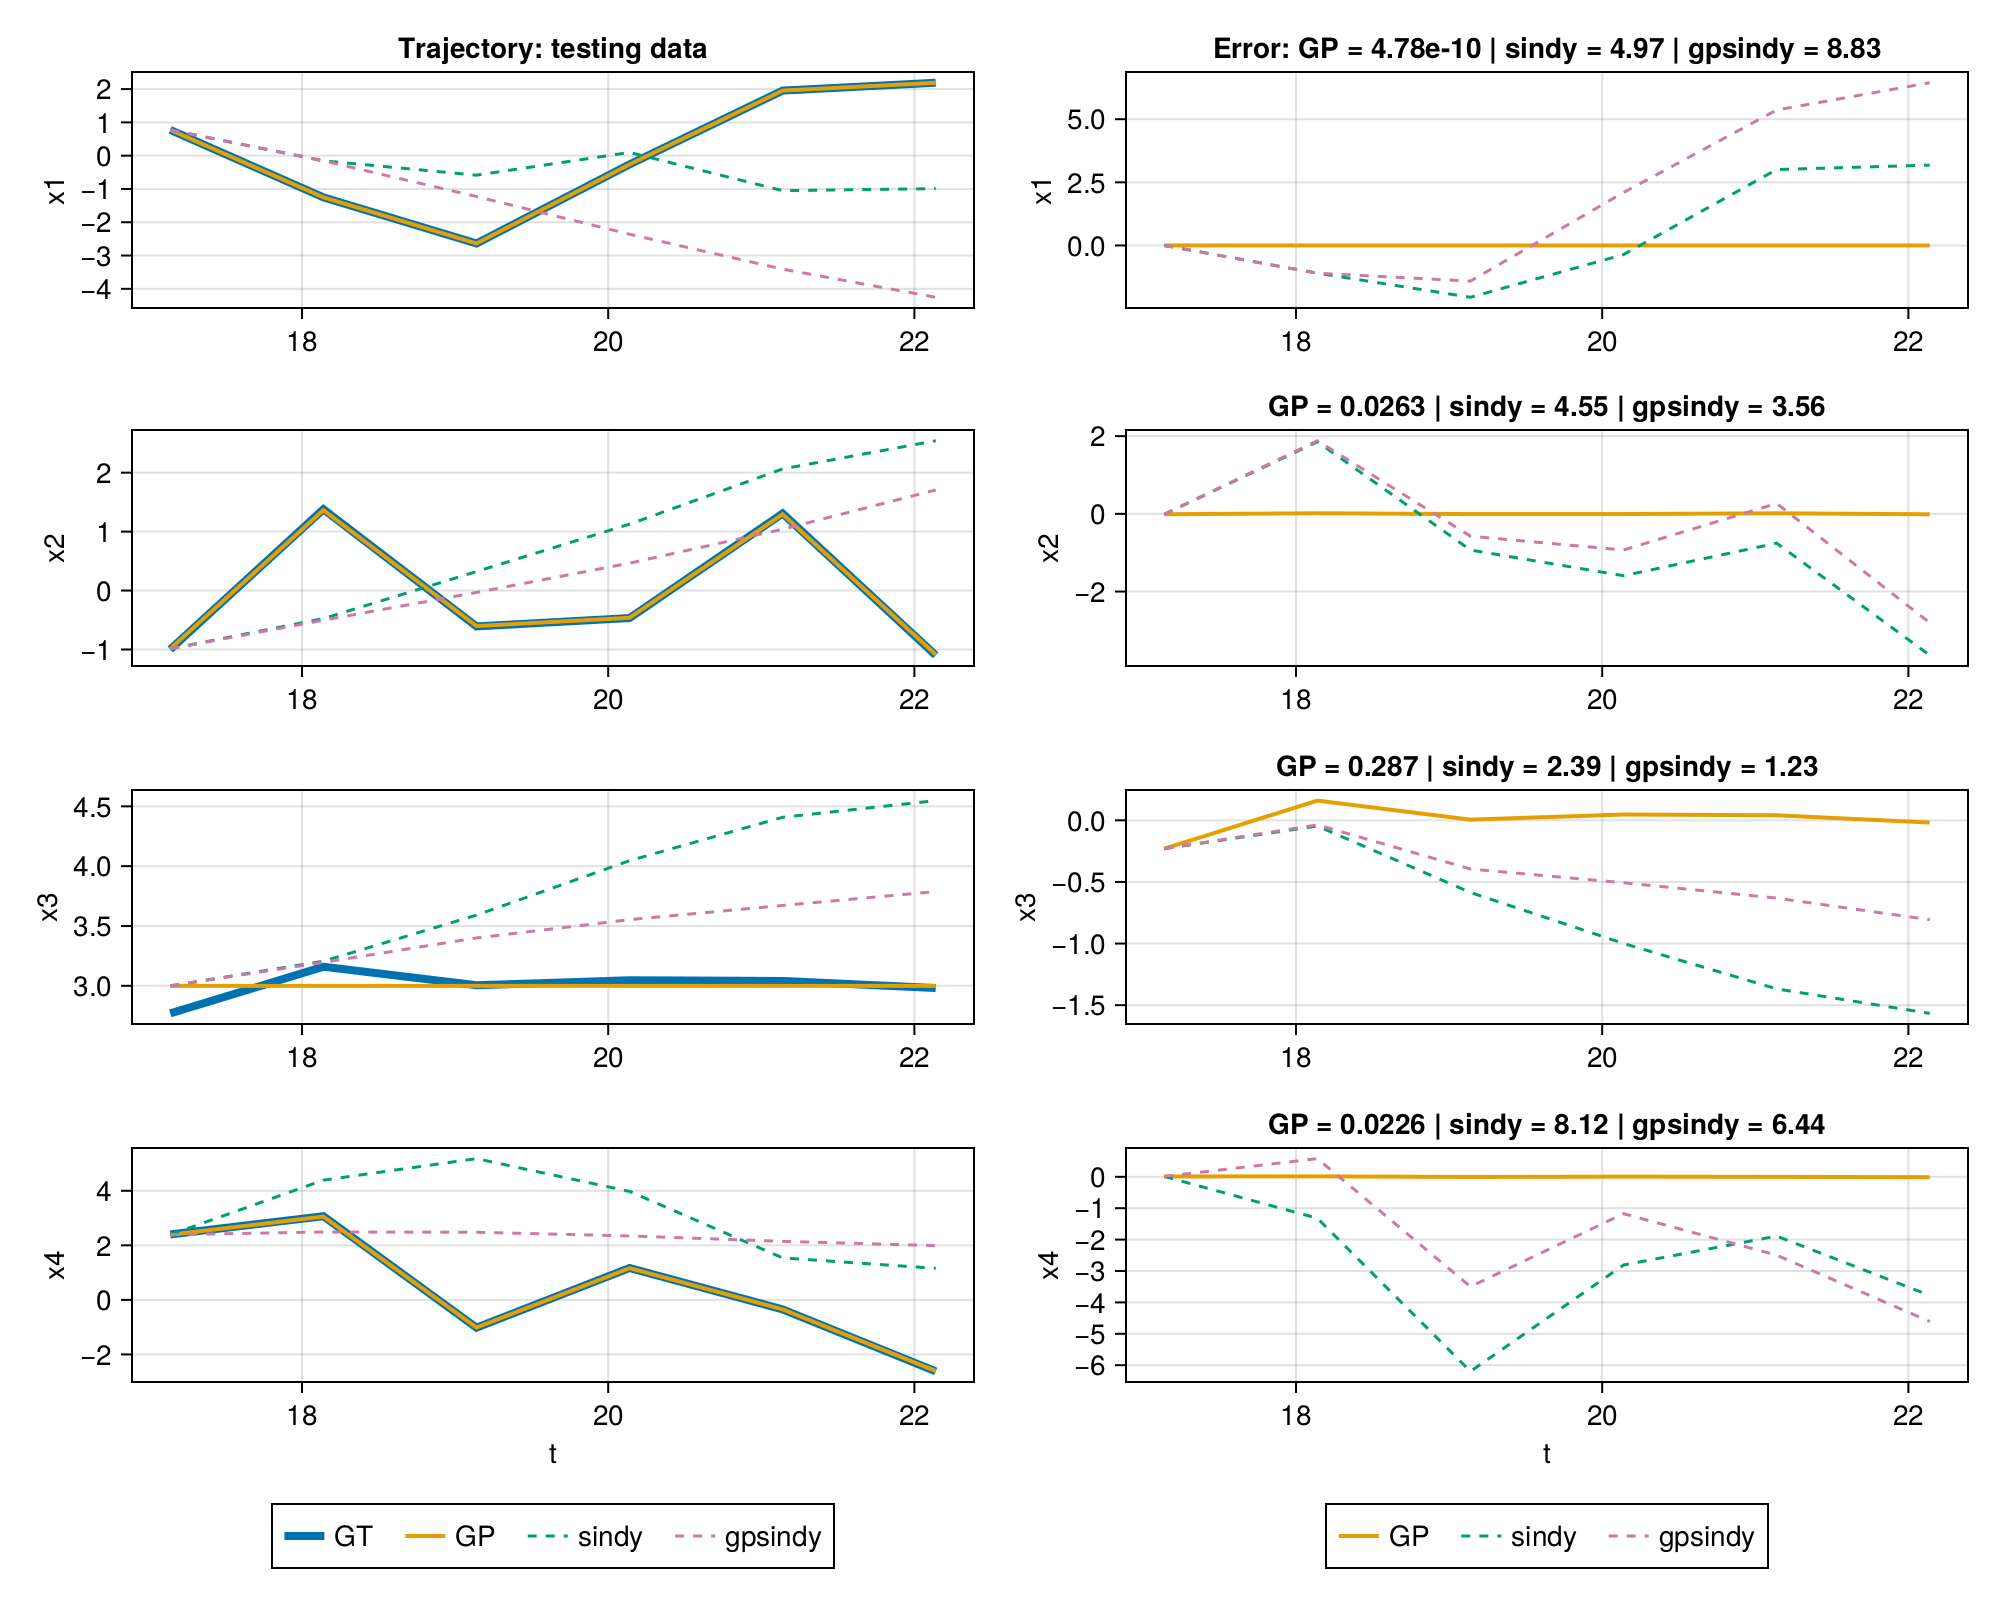 Trajectory: testing data
x1
2
1
0
−1
−2
−3
−4
18 20 22
Error: GP = 4.78e-10 | sindy = 4.97 | gpsindy = 8.83
x1
5.0
2.5
0.0
18 20 22
x2
2
1
0
−1
18 20 22
GP = 0.0263 | sindy = 4.55 | gpsindy = 3.56
x2
2
0
−2
18 20 22
x3
4.5
4.0
3.5
3.0
18 20 22
GP = 0.287 | sindy = 2.39 | gpsindy = 1.23
x3
0.0
−0.5
−1.0
−1.5
18 20 22
x4
4
2
0
−2
18 20 22
t
GP = 0.0226 | sindy = 8.12 | gpsindy = 6.44
x4
0
−1
−2
−3
−4
−5
−6
18 20 22
t
GT GP sindy gpsindy
GP sindy gpsindy